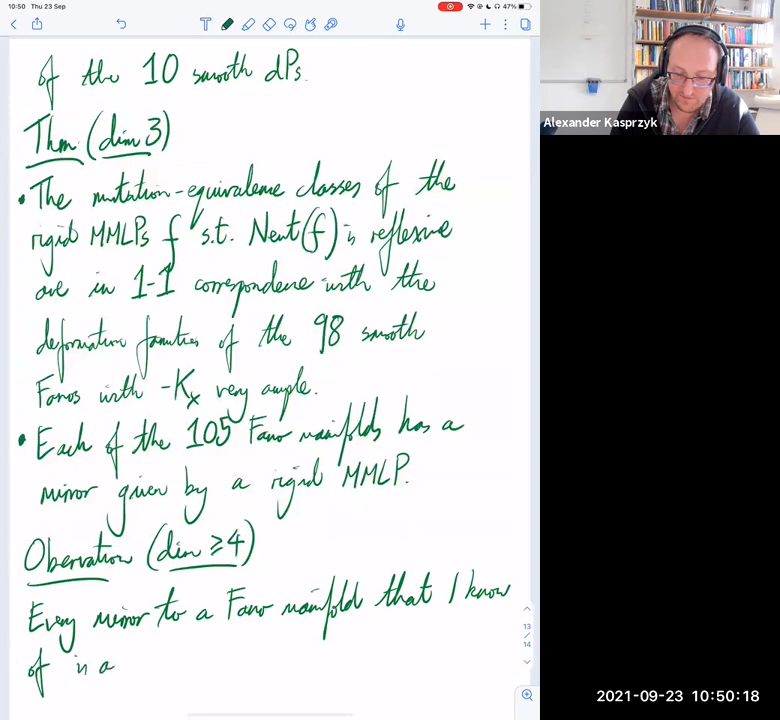 10:50 Thu 23 Sep
47%
of the 10 smooth dPs.
Thm (dim 3)
• The mutation-equivalence classes of the
rigid MMLPs f s.t. Newt(f) is reflexive
are in 1-1 correspondence with the
deformation families of the 98 smooth
Fanos with -Kx very ample.
• Each of the 105 Fano manifolds has a
mirror given by a rigid MMLP.
Obervation (dim ≥ 4)
Every mirror to a Fano manifold that I know
of is a
13
/
14
Alexander Kasprzyk
2021-09-23 10:50:18